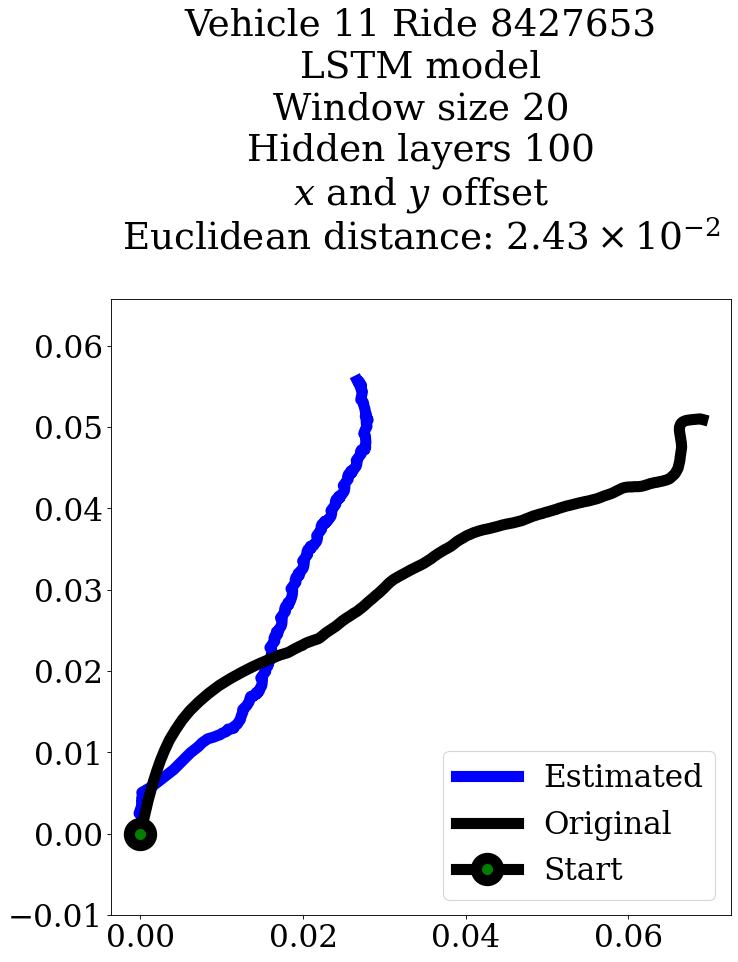 Vehicle 11 Ride 8427653
LSTM model
Window size 20
Hidden layers 100
x and y offset
Euclidean distance: 2.43 × 10⁻²
0.06
0.05
0.04
0.03
0.02
0.01
0.00
−0.01
0.00 0.02 0.04 0.06
Estimated
Original
Start